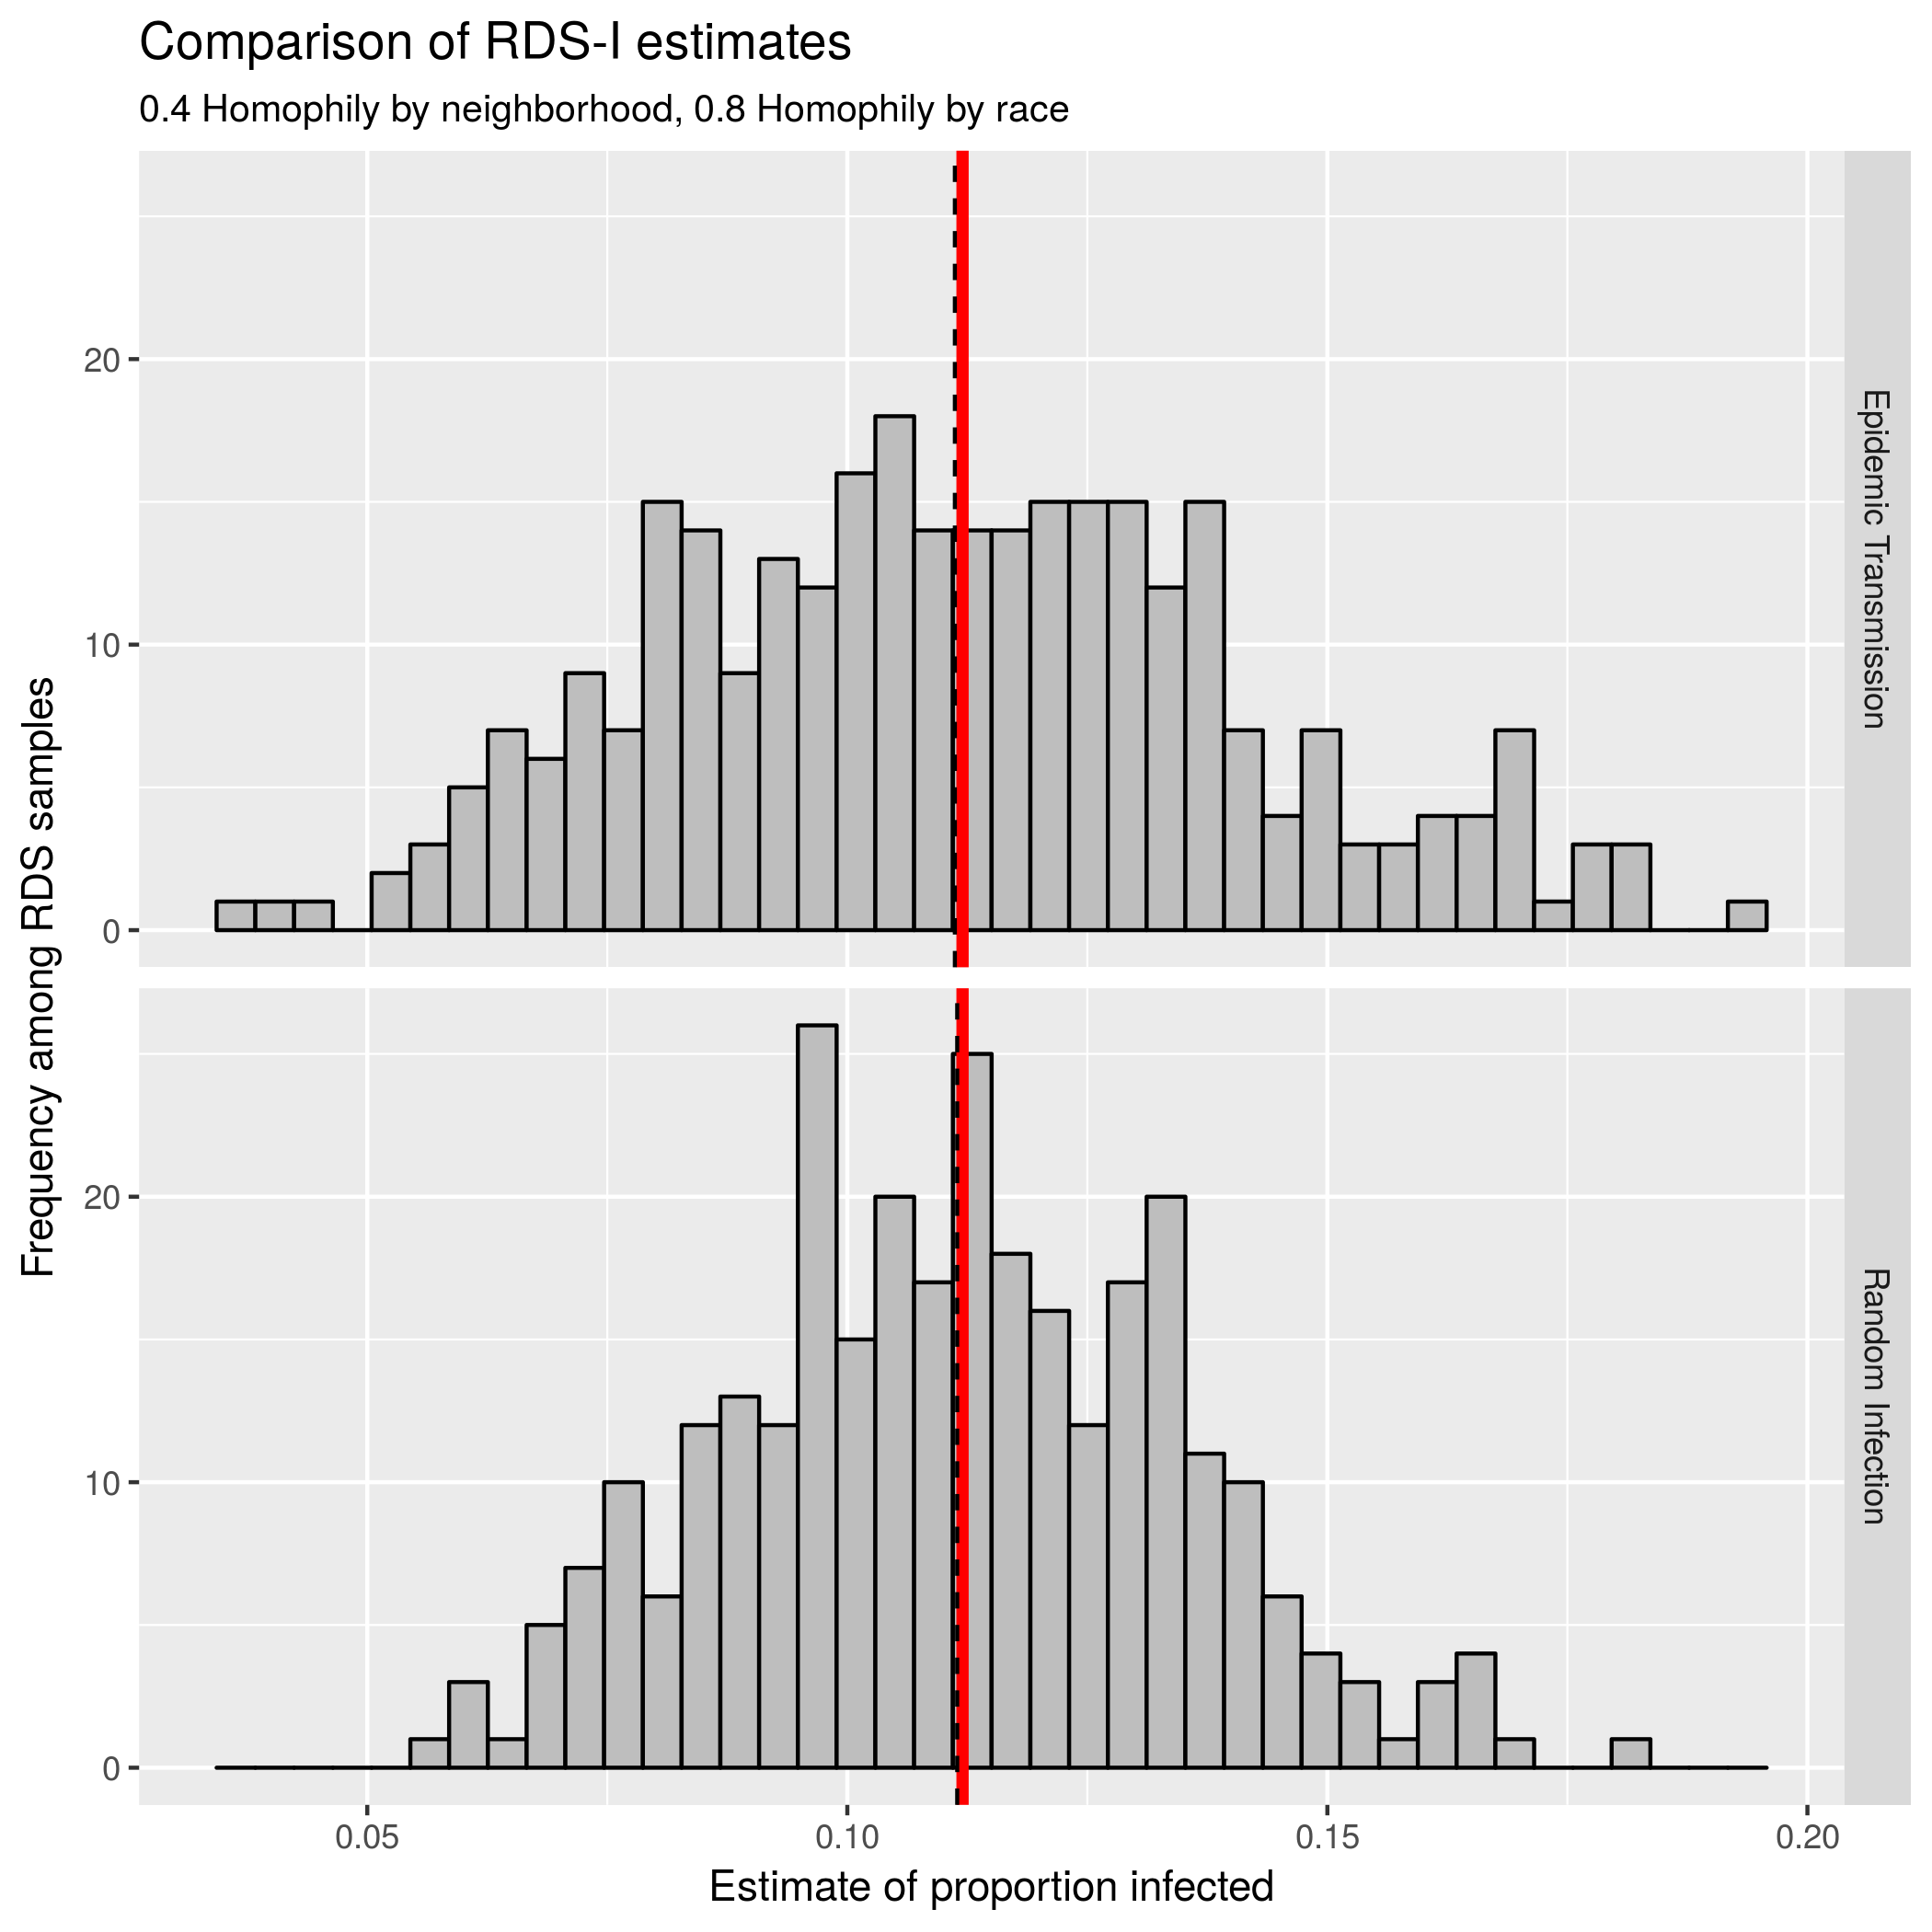 Comparison of RDS-I estimates
0.4 Homophily by neighborhood, 0.8 Homophily by race
Frequency among RDS samples
20
10
0
Epidemic Transmission
20
10
0
Random Infection
0.05 0.10 0.15 0.20
Estimate of proportion infected